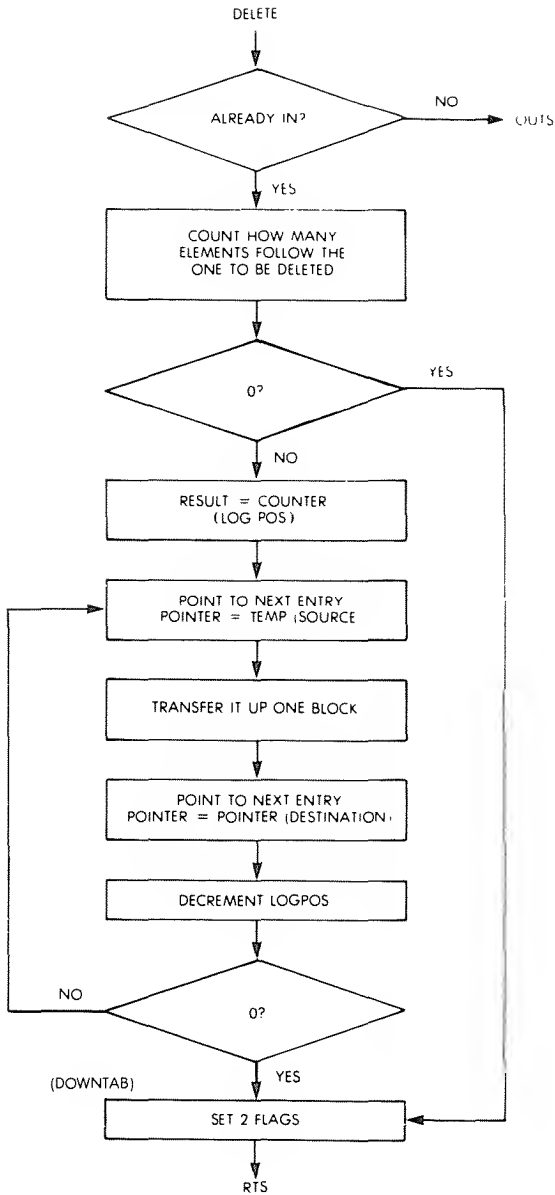 DELETE
ALREADY IN?
NO
OUTS
YES
COUNT HOW MANY
ELEMENTS FOLLOW THE
ONE TO BE DELETED
0?
YES
NO
RESULT = COUNTER
(LOG POS)
POINT TO NEXT ENTRY
POINTER = TEMP (SOURCE
TRANSFER IT UP ONE BLOCK
POINT TO NEXT ENTRY
POINTER = POINTER (DESTINATION)
DECREMENT LOGPOS
NO
0?
YES
(DOWNTAB)
SET 2 FLAGS
RTS